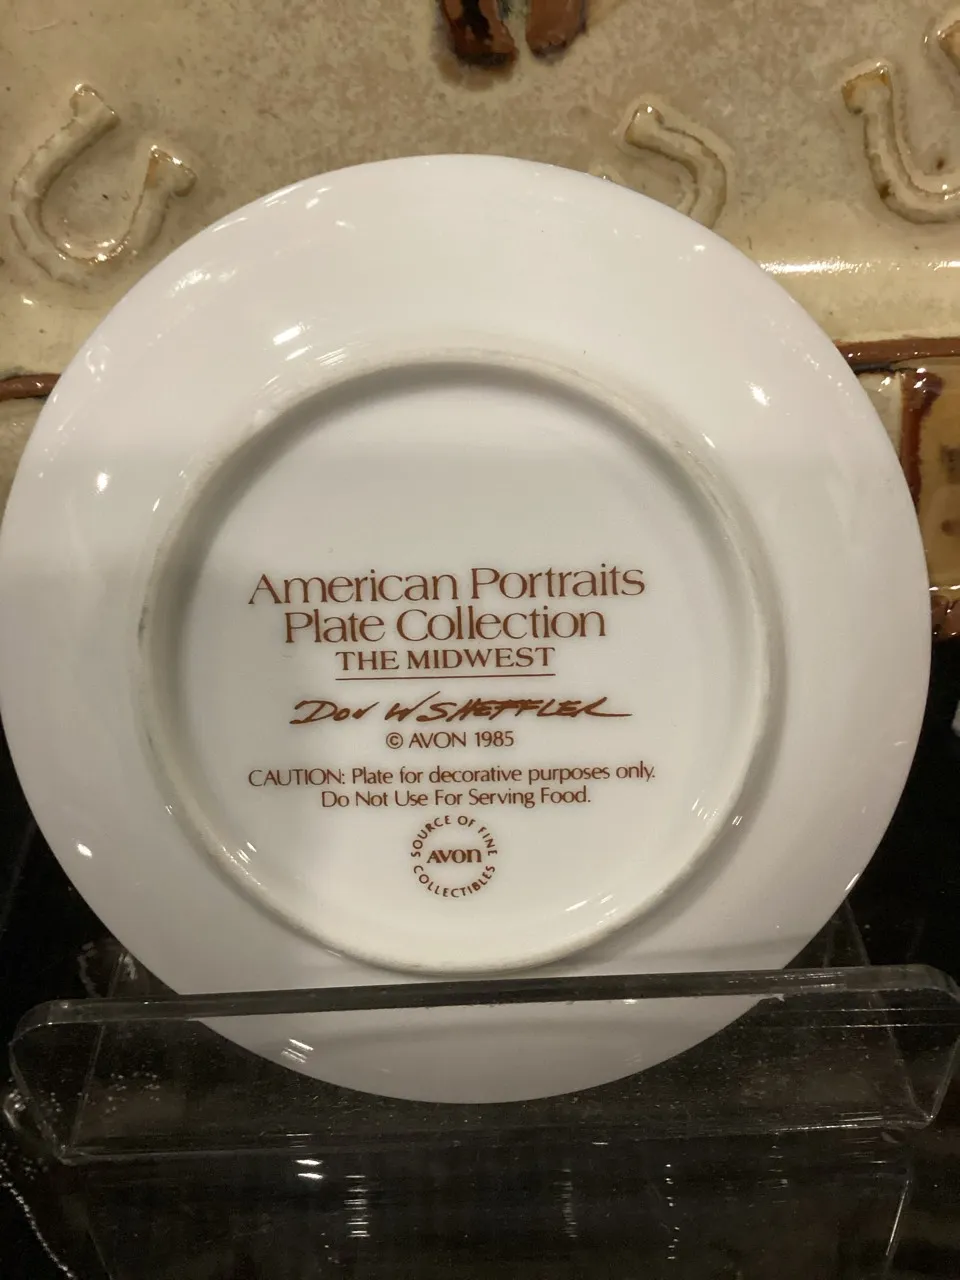 American Portraits
Plate Collection
THE MIDWEST
DON W SHEFFLER
© AVON 1985
CAUTION: Plate for decorative purposes only.
Do Not Use For Serving Food.
SOURCE OF FINE
AVON
COLLECTIBLES